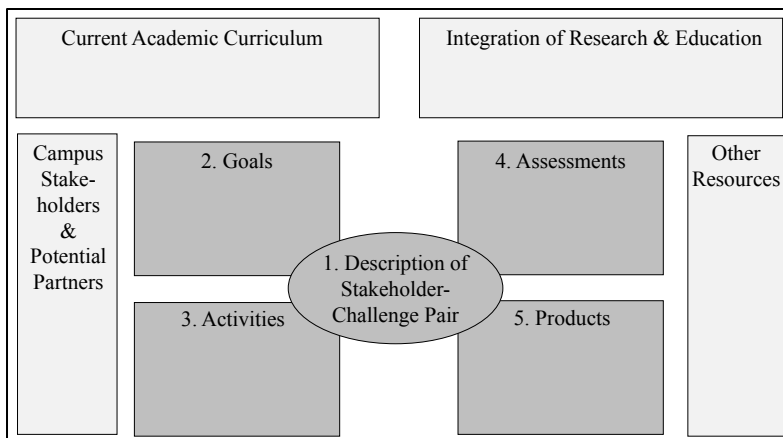 Current Academic Curriculum
Integration of Research & Education
Campus
Stake-
holders
&
Potential
Partners
2. Goals
4. Assessments
Other
Resources
1. Description of
Stakeholder-
Challenge Pair
3. Activities
5. Products